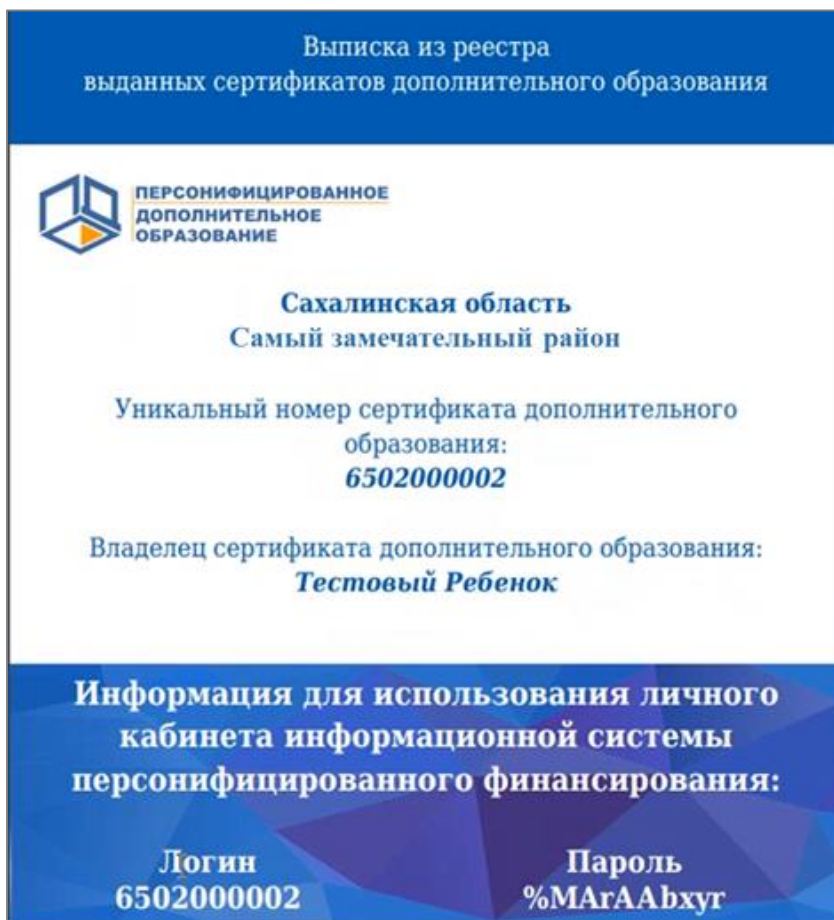 Выписка из реестра
выданных сертификатов дополнительного образования
ПЕРСОНИФИЦИРОВАННОЕ
ДОПОЛНИТЕЛЬНОЕ
ОБРАЗОВАНИЕ
Сахалинская область
Самый замечательный район
Уникальный номер сертификата дополнительного
образования:
6502000002
Владелец сертификата дополнительного образования:
Тестовый Ребенок
Информация для использования личного
кабинета информационной системы
персонифицированного финансирования:
Логин Пароль
6502000002 %MArAAbxyr